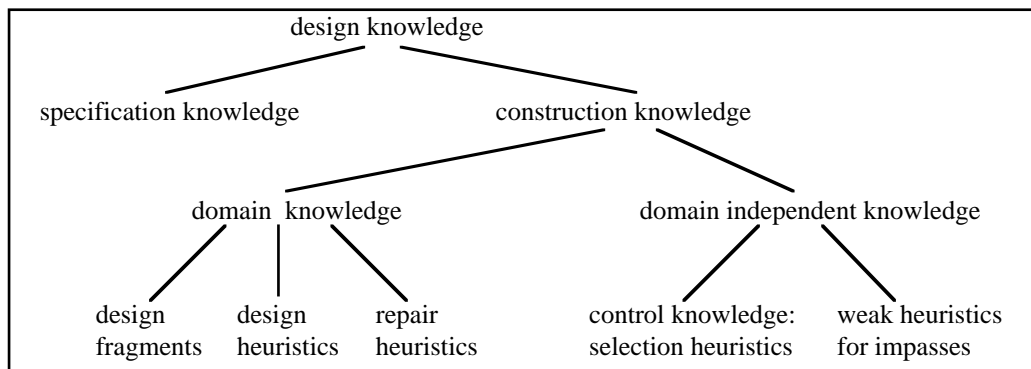 design knowledge
specification knowledge
construction knowledge
domain knowledge
domain independent knowledge
design
fragments
design
heuristics
repair
heuristics
control knowledge:
selection heuristics
weak heuristics
for impasses